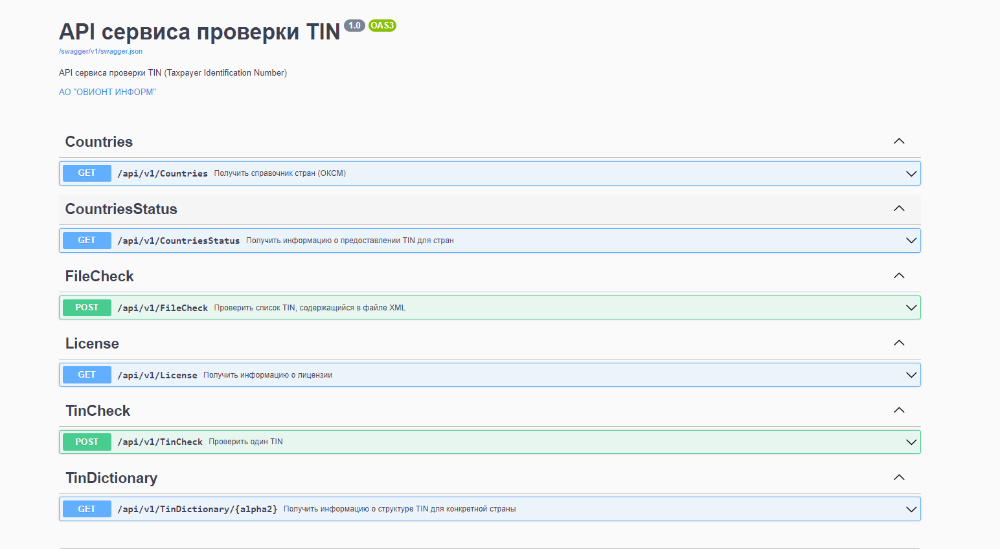 API сервиса проверки TIN 1.0 OAS3
/swagger/v1/swagger.json
API сервиса проверки TIN (Taxpayer Identification Number)
АО "ОВИОНТ ИНФОРМ"
Countries
GET /api/v1/Countries Получить справочник стран (ОКСМ)
CountriesStatus
GET /api/v1/CountriesStatus Получить информацию о предоставлении TIN для стран
FileCheck
POST /api/v1/FileCheck Проверить список TIN, содержащийся в файле XML
License
GET /api/v1/License Получить информацию о лицензии
TinCheck
POST /api/v1/TinCheck Проверить один TIN
TinDictionary
GET /api/v1/TinDictionary/{alpha2} Получить информацию о структуре TIN для конкретной страны